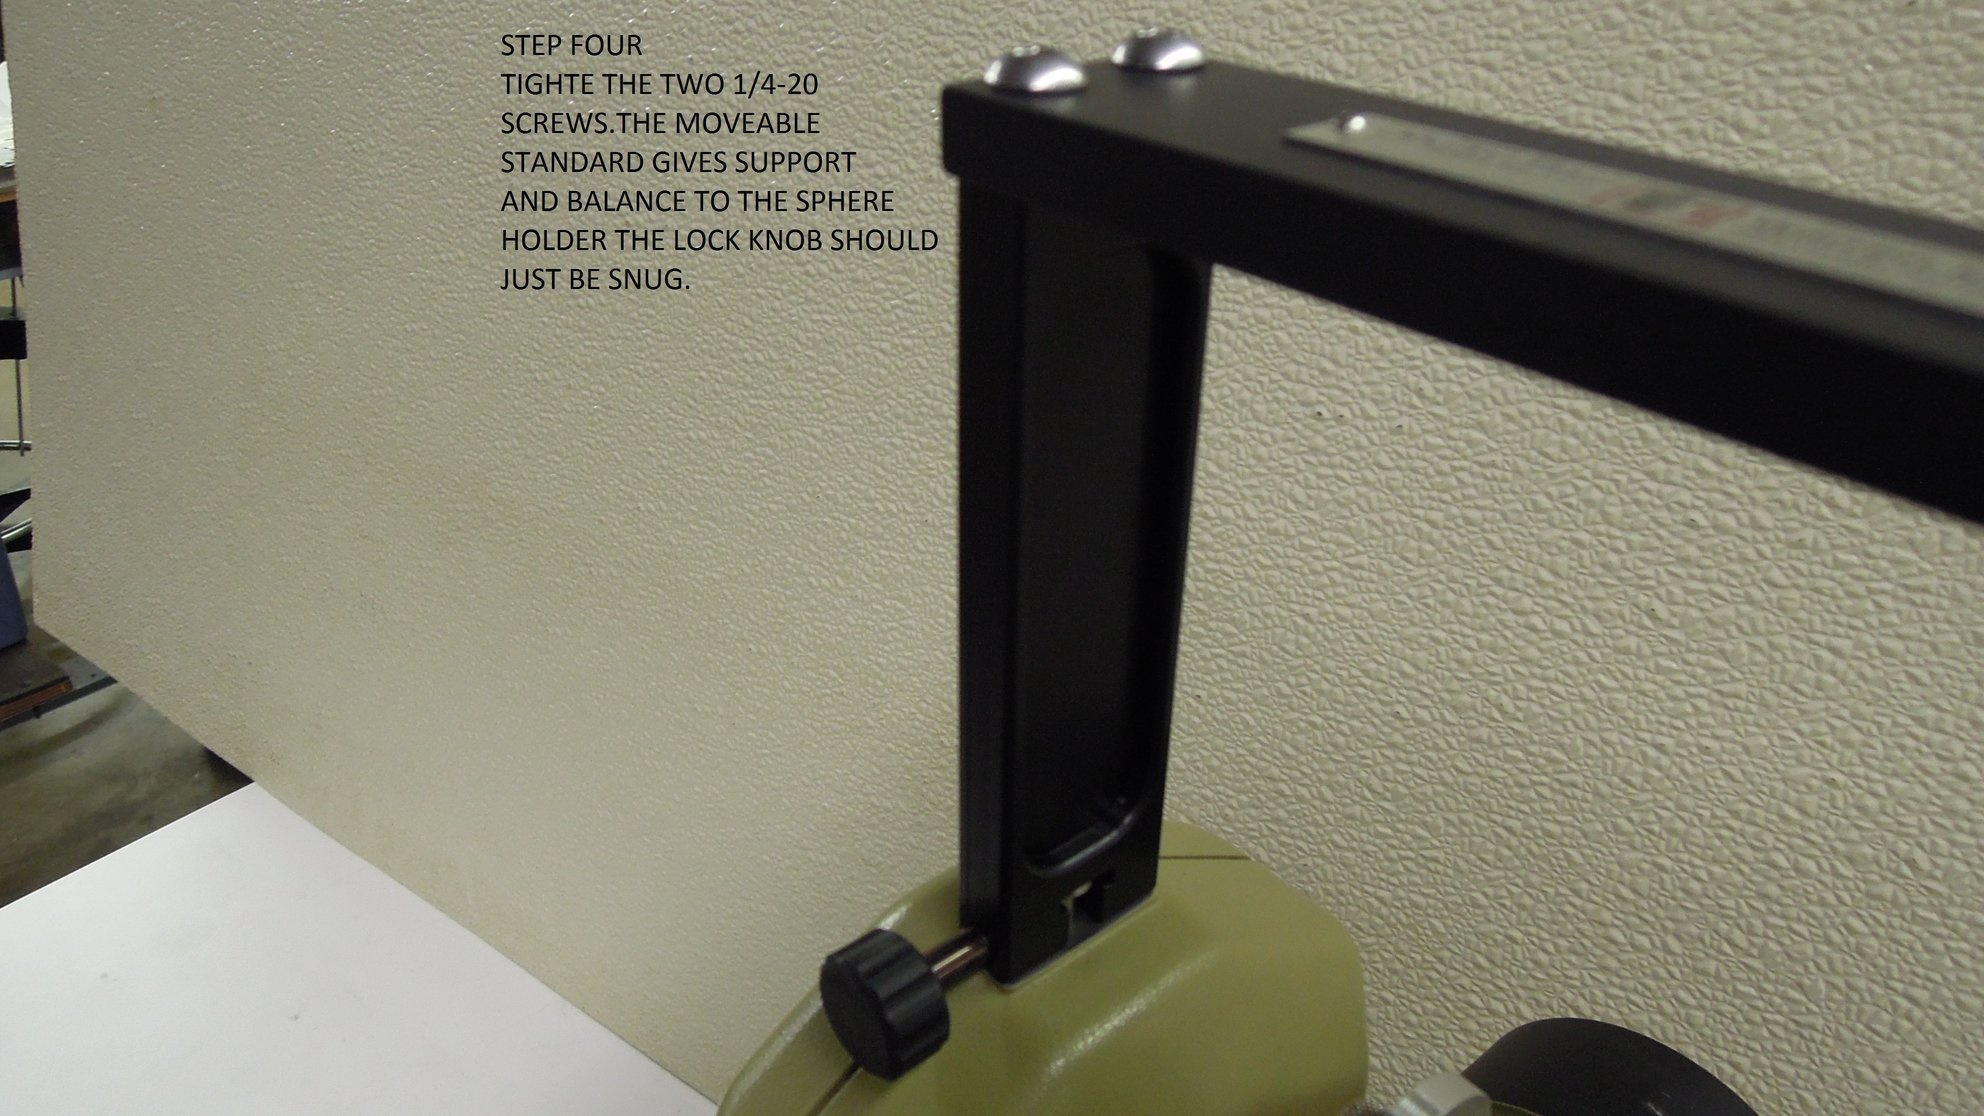 STEP FOUR
TIGHTE THE TWO 1/4-20
SCREWS.THE MOVEABLE
STANDARD GIVES SUPPORT
AND BALANCE TO THE SPHERE
HOLDER THE LOCK KNOB SHOULD
JUST BE SNUG.